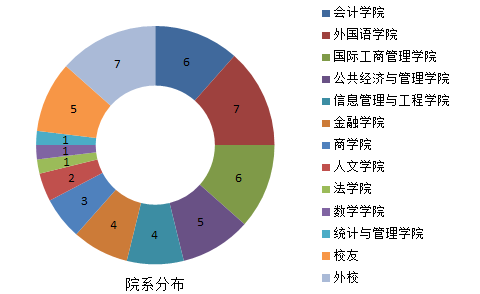 会计学院
外国语学院
国际工商管理学院
公共经济与管理学院
信息管理与工程学院
金融学院
商学院
人文学院
法学院
数学学院
统计与管理学院
校友
外校
6
7
6
5
4
4
3
2
1
1
1
5
7
院系分布